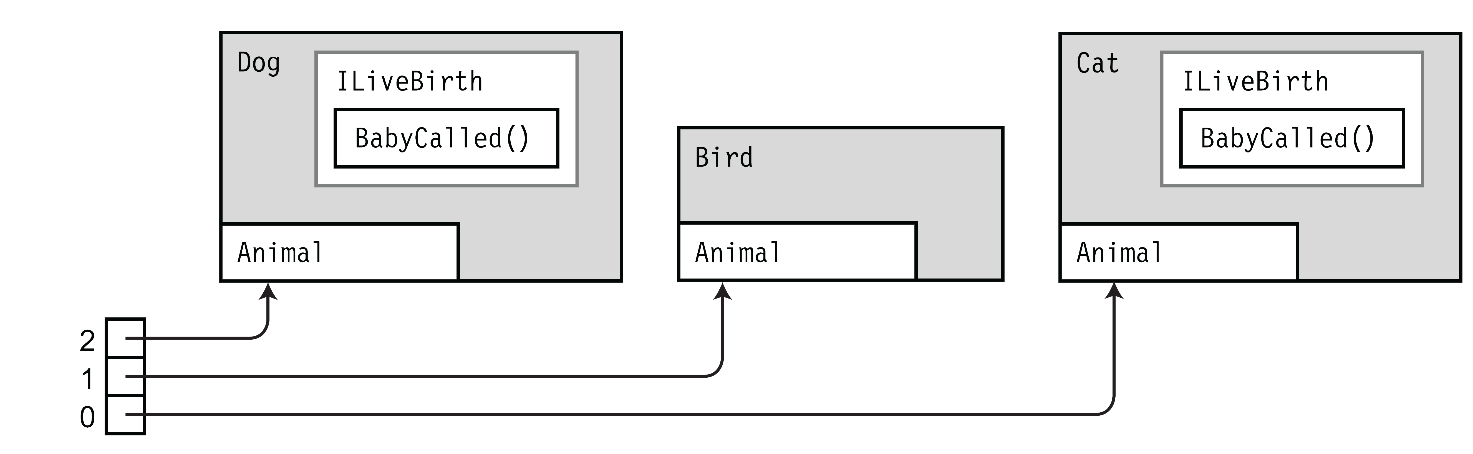 Dog
ILiveBirth
BabyCalled()
Animal
Bird
Animal
Cat
ILiveBirth
BabyCalled()
Animal
2
1
0